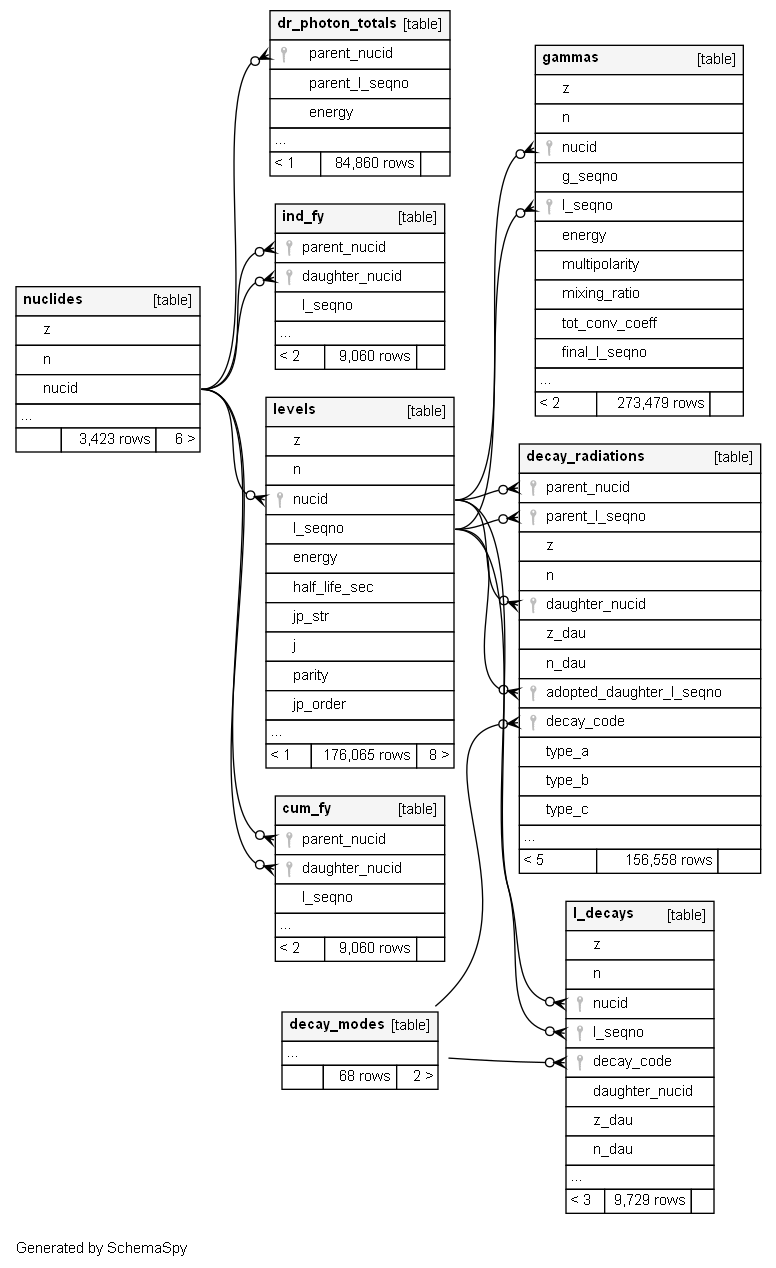 dr_photon_totals [table]
parent_nucid
parent_l_seqno
energy
...
< 1 84,860 rows
gammas [table]
z
n
nucid
g_seqno
l_seqno
energy
multipolarity
mixing_ratio
tot_conv_coeff
final_l_seqno
...
< 2 273,479 rows
ind_fy [table]
parent_nucid
daughter_nucid
l_seqno
...
< 2 9,060 rows
nuclides [table]
z
n
nucid
...
3,423 rows 6 >
levels [table]
z
n
nucid
l_seqno
energy
half_life_sec
jp_str
j
parity
jp_order
...
< 1 176,065 rows 8 >
decay_radiations [table]
parent_nucid
parent_l_seqno
z
n
daughter_nucid
z_dau
n_dau
adopted_daughter_l_seqno
decay_code
type_a
type_b
type_c
...
< 5 156,558 rows
cum_fy [table]
parent_nucid
daughter_nucid
l_seqno
...
< 2 9,060 rows
l_decays [table]
z
n
nucid
l_seqno
decay_code
daughter_nucid
z_dau
n_dau
...
< 3 9,729 rows
decay_modes [table]
...
68 rows 2 >
Generated by SchemaSpy